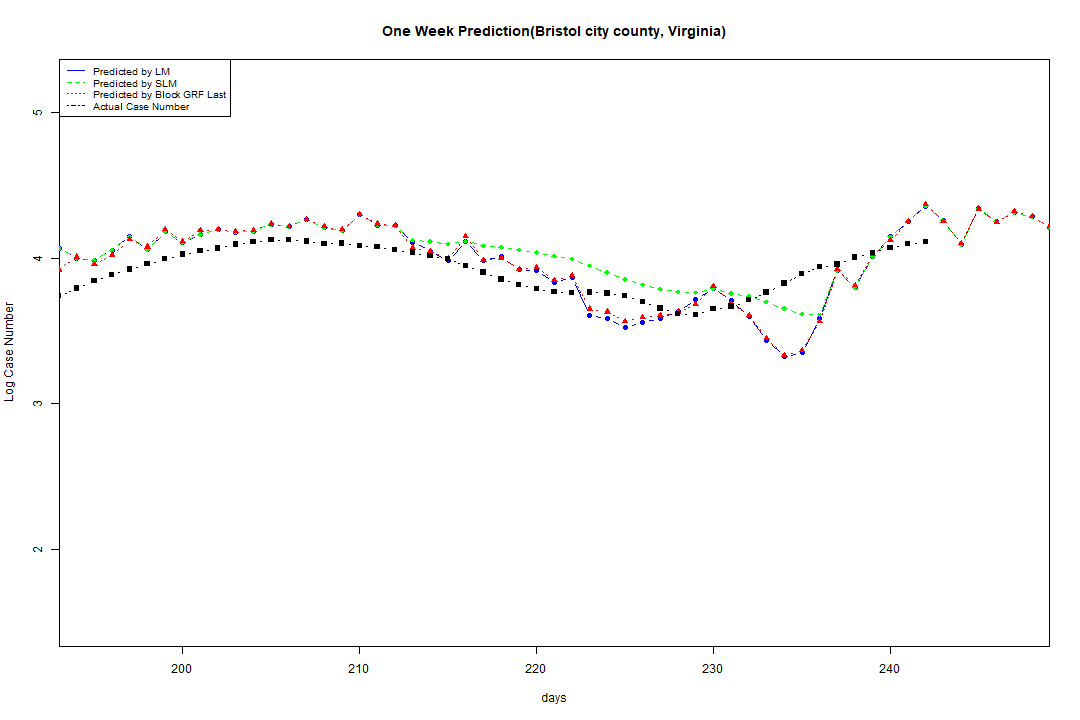 One Week Prediction(Bristol city county, Virginia)
Predicted by LM
Predicted by SLM
Predicted by Block GRF Last
Actual Case Number
5
4
3
2
Log Case Number
200 210 220 230 240
days